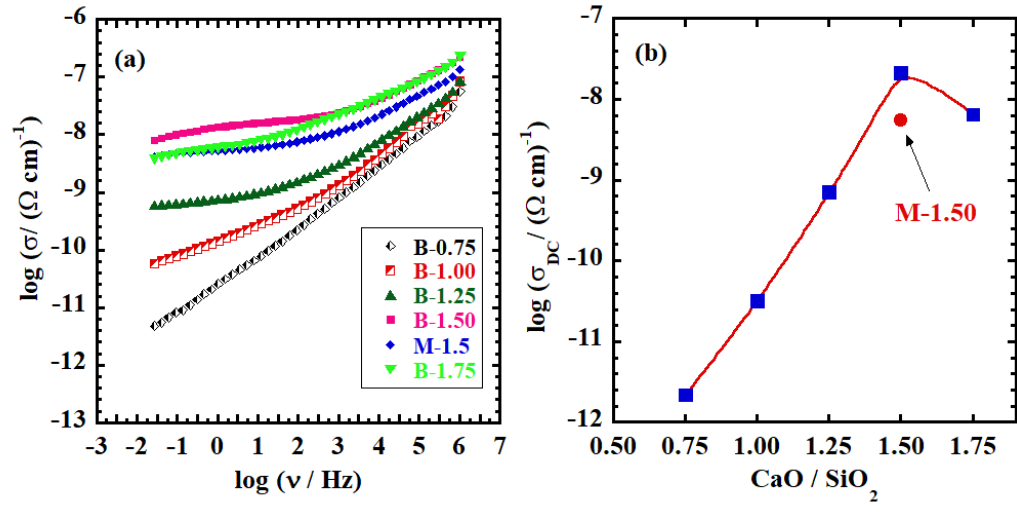 (a)
log (σ/ (Ω cm)⁻¹
-6
-7
-8
-9
-10
-11
-12
-13
-3 -2 -1 0 1 2 3 4 5 6 7
log (ν / Hz)
B-0.75
B-1.00
B-1.25
B-1.50
M-1.5
B-1.75
(b)
log (σDC/ (Ω cm)⁻¹
-7
-8
-9
-10
-11
-12
M-1.50
0.50 0.75 1.00 1.25 1.50 1.75
CaO / SiO₂